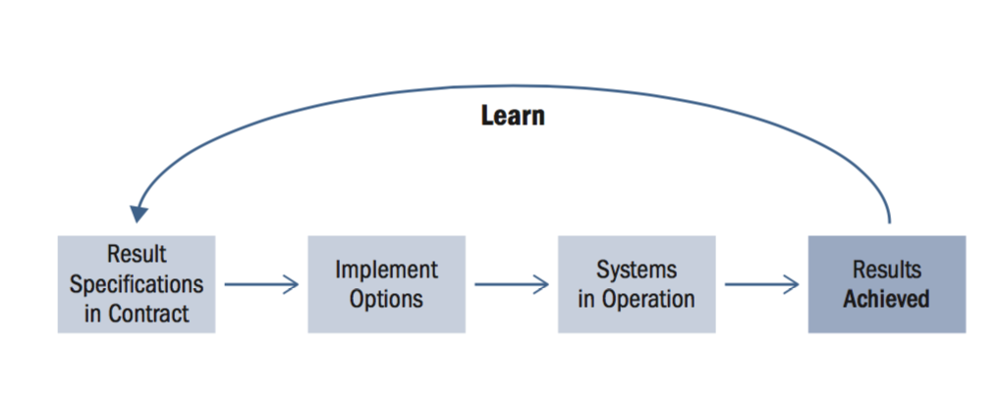 Learn
Result
Specifications
in Contract
Implement
Options
Systems
in Operation
Results
Achieved